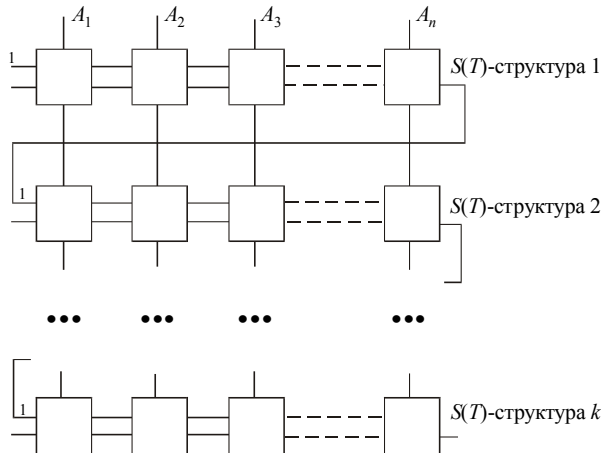 A1 A2 A3 An
1
S(T)-структура 1
1
S(T)-структура 2
••• ••• ••• •••
1
S(T)-структура k